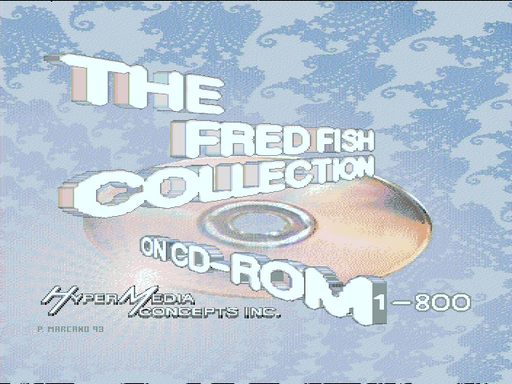 THE
FRED FISH
COLLECTION
ON CD-ROM 1-800
HYPERMEDIA
CONCEPTS INC.
P. MARCANO 93